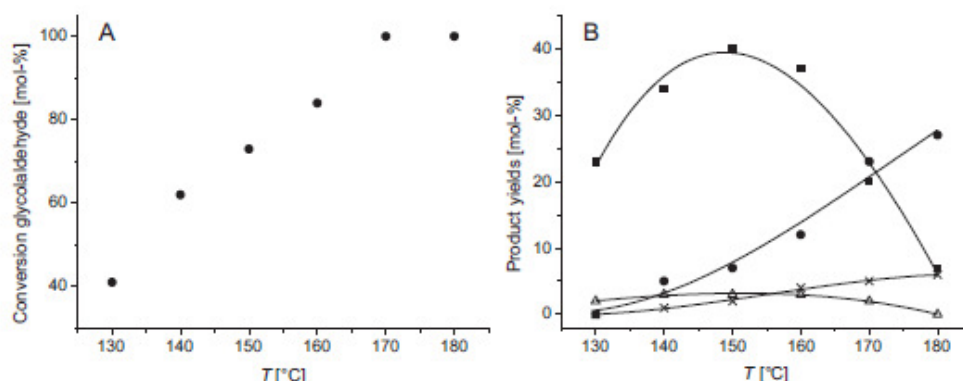 A
Conversion glycolaldehyde [mol-%]
100
80
60
40
130 140 150 160 170 180
T [°C]
B
Product yields [mol-%]
40
30
20
10
0
130 140 150 160 170 180
T [°C]